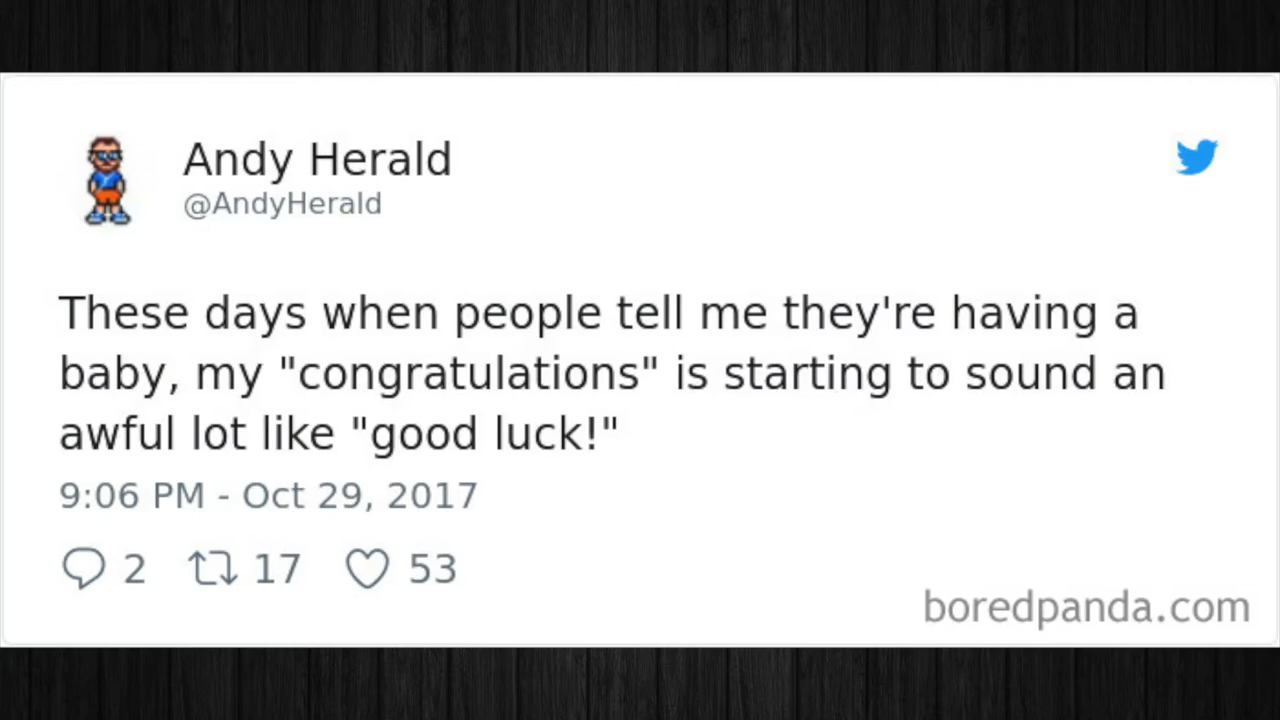 Andy Herald
@AndyHerald
These days when people tell me they're having a
baby, my "congratulations" is starting to sound an
awful lot like "good luck!"
9:06 PM - Oct 29, 2017
2 17 53
boredpanda.com